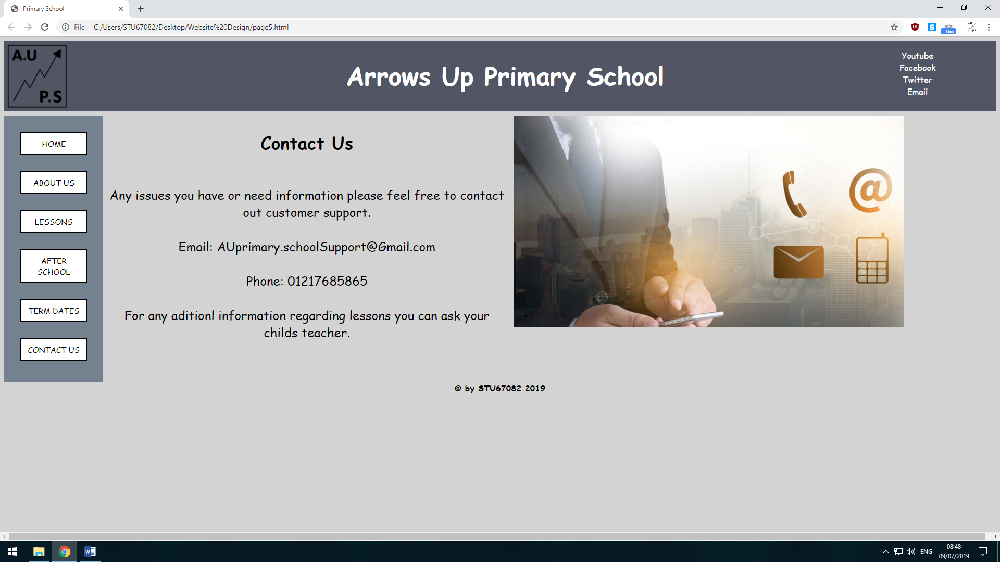 Primary School
File
C:/Users/STU67082/Desktop/Website%20Design/page5.html
Unc
A.U
P.S
Arrows Up Primary School
Youtube
Facebook
Twitter
Email
HOME
ABOUT US
LESSONS
AFTER
SCHOOL
TERM DATES
CONTACT US
Contact Us
Any issues you have or need information please feel free to contact
out customer support.
Email: AUprimary.schoolSupport@Gmail.com
Phone: 01217685865
For any aditionl information regarding lessons you can ask your
childs teacher.
@
© by STU67082 2019
ENG
08:48
09/07/2019